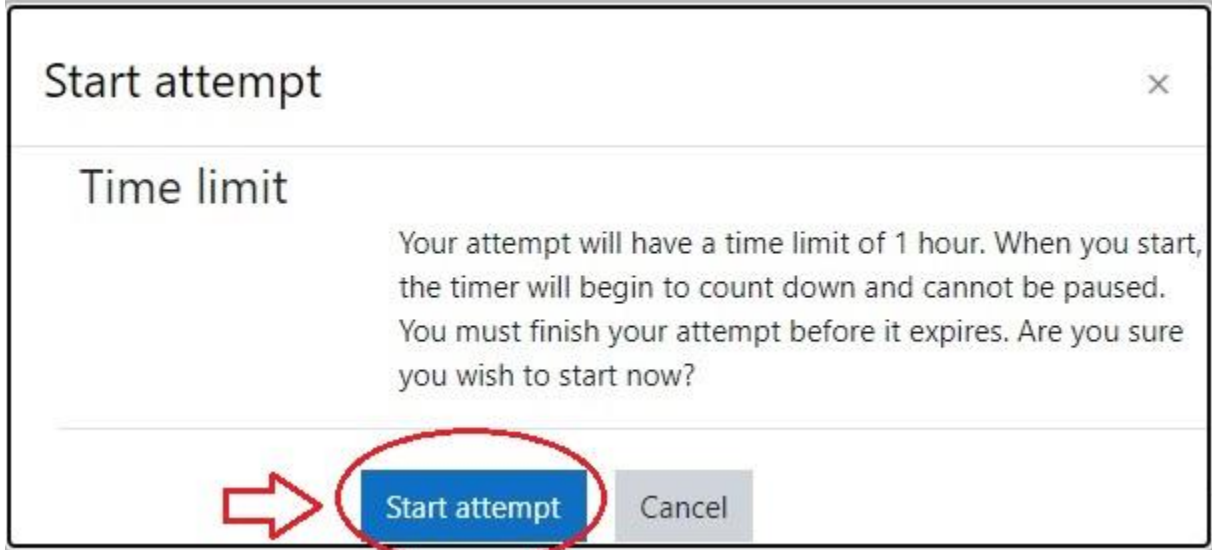 Start attempt
×
Time limit
Your attempt will have a time limit of 1 hour. When you start,
the timer will begin to count down and cannot be paused.
You must finish your attempt before it expires. Are you sure
you wish to start now?
Start attempt
Cancel